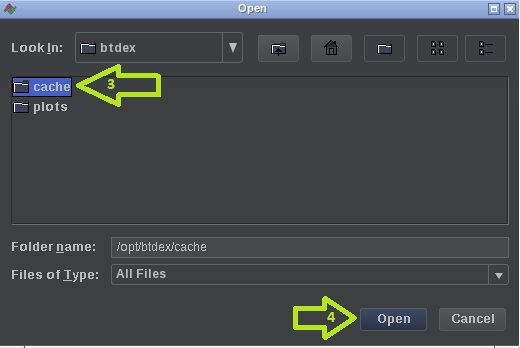 Open
Look In: btdex
cache 3
plots
Folder name: /opt/btdex/cache
Files of Type: All Files
4 Open Cancel